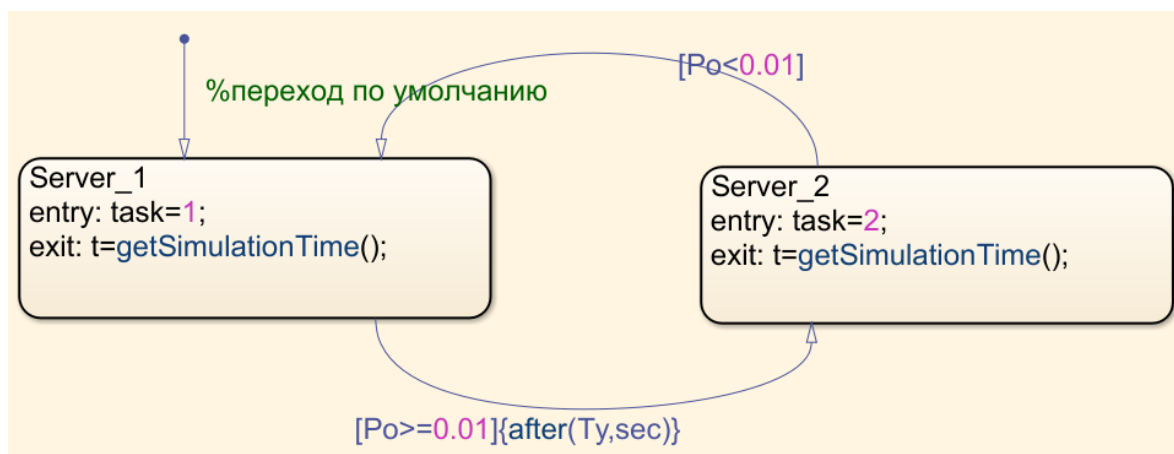 [Po<0.01]
%переход по умолчанию
Server_1
entry: task=1;
exit: t=getSimulationTime();
Server_2
entry: task=2;
exit: t=getSimulationTime();
[Po>=0.01]{after(Ty,sec)}